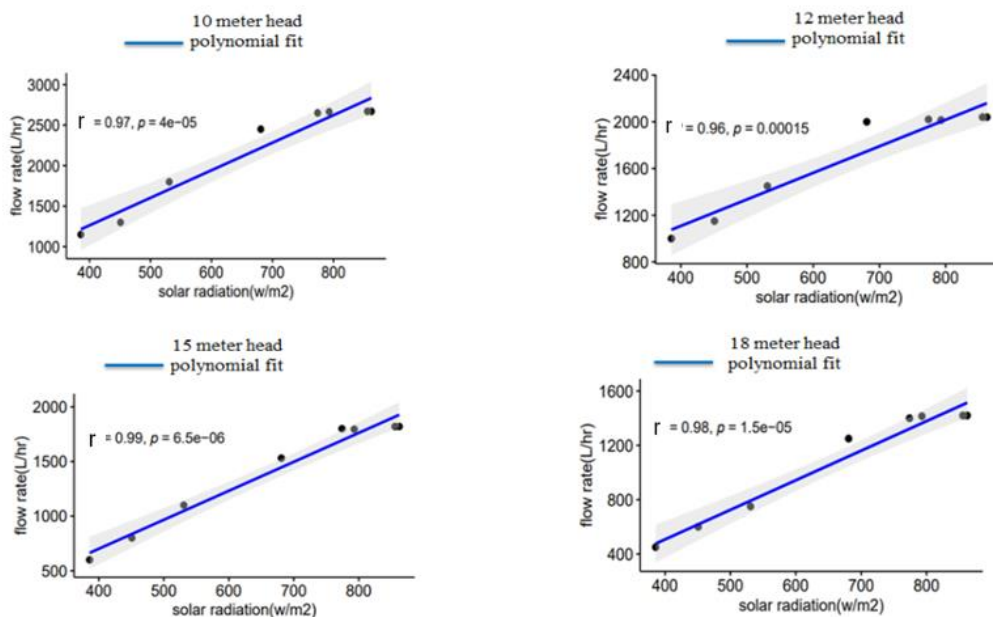 10 meter head
polynomial fit
3000
2500
2000
1500
1000
flow rate(L/hr)
r = 0.97, p = 4e-05
400 500 600 700 800
solar radiation(w/m2)
12 meter head
polynomial fit
2400
2000
1600
1200
800
flow rate(L/hr)
r = 0.96, p = 0.00015
400 500 600 700 800
solar radiation(w/m2)
15 meter head
polynomial fit
2000
1500
1000
500
flow rate(L/hr)
r = 0.99, p = 6.5e-06
400 500 600 700 800
solar radiation(w/m2)
18 meter head
polynomial fit
1600
1200
800
400
flow rate(L/hr)
r = 0.98, p = 1.5e-05
400 500 600 700 800
solar radiation(w/m2)